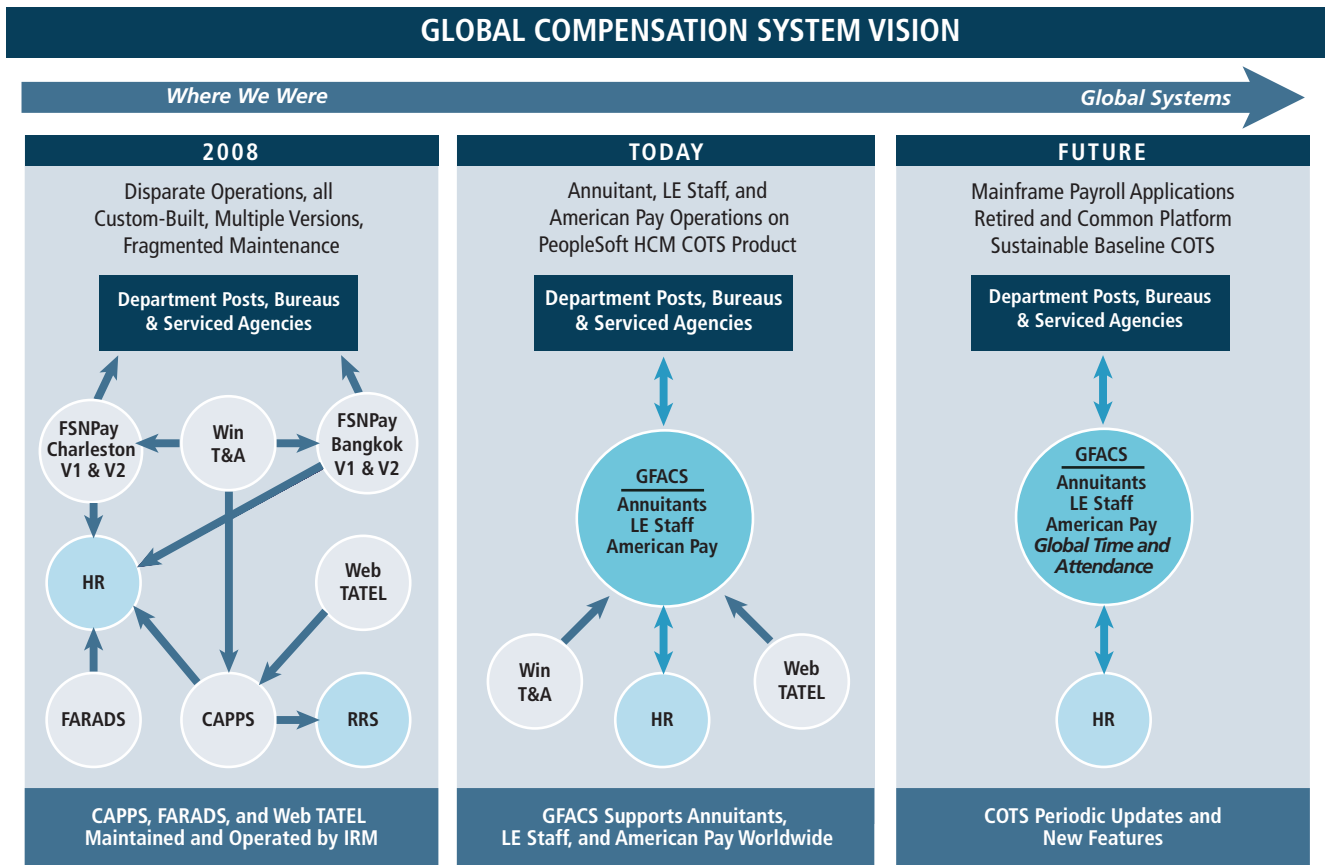 GLOBAL COMPENSATION SYSTEM VISION
Where We Were
Global Systems
2008
Disparate Operations, all
Custom-Built, Multiple Versions,
Fragmented Maintenance
Department Posts, Bureaus
& Serviced Agencies
FSNPay
Charleston
V1 & V2
Win
T&A
FSNPay
Bangkok
V1 & V2
HR
Web
TATEL
FARADS
CAPPS
RRS
CAPPS, FARADS, and Web TATEL
Maintained and Operated by IRM
TODAY
Annuitant, LE Staff, and
American Pay Operations on
PeopleSoft HCM COTS Product
Department Posts, Bureaus
& Serviced Agencies
GFACS
Annuitants
LE Staff
American Pay
Win
T&A
HR
Web
TATEL
GFACS Supports Annuitants,
LE Staff, and American Pay Worldwide
FUTURE
Mainframe Payroll Applications
Retired and Common Platform
Sustainable Baseline COTS
Department Posts, Bureaus
& Serviced Agencies
GFACS
Annuitants
LE Staff
American Pay
Global Time and
Attendance
HR
COTS Periodic Updates and
New Features